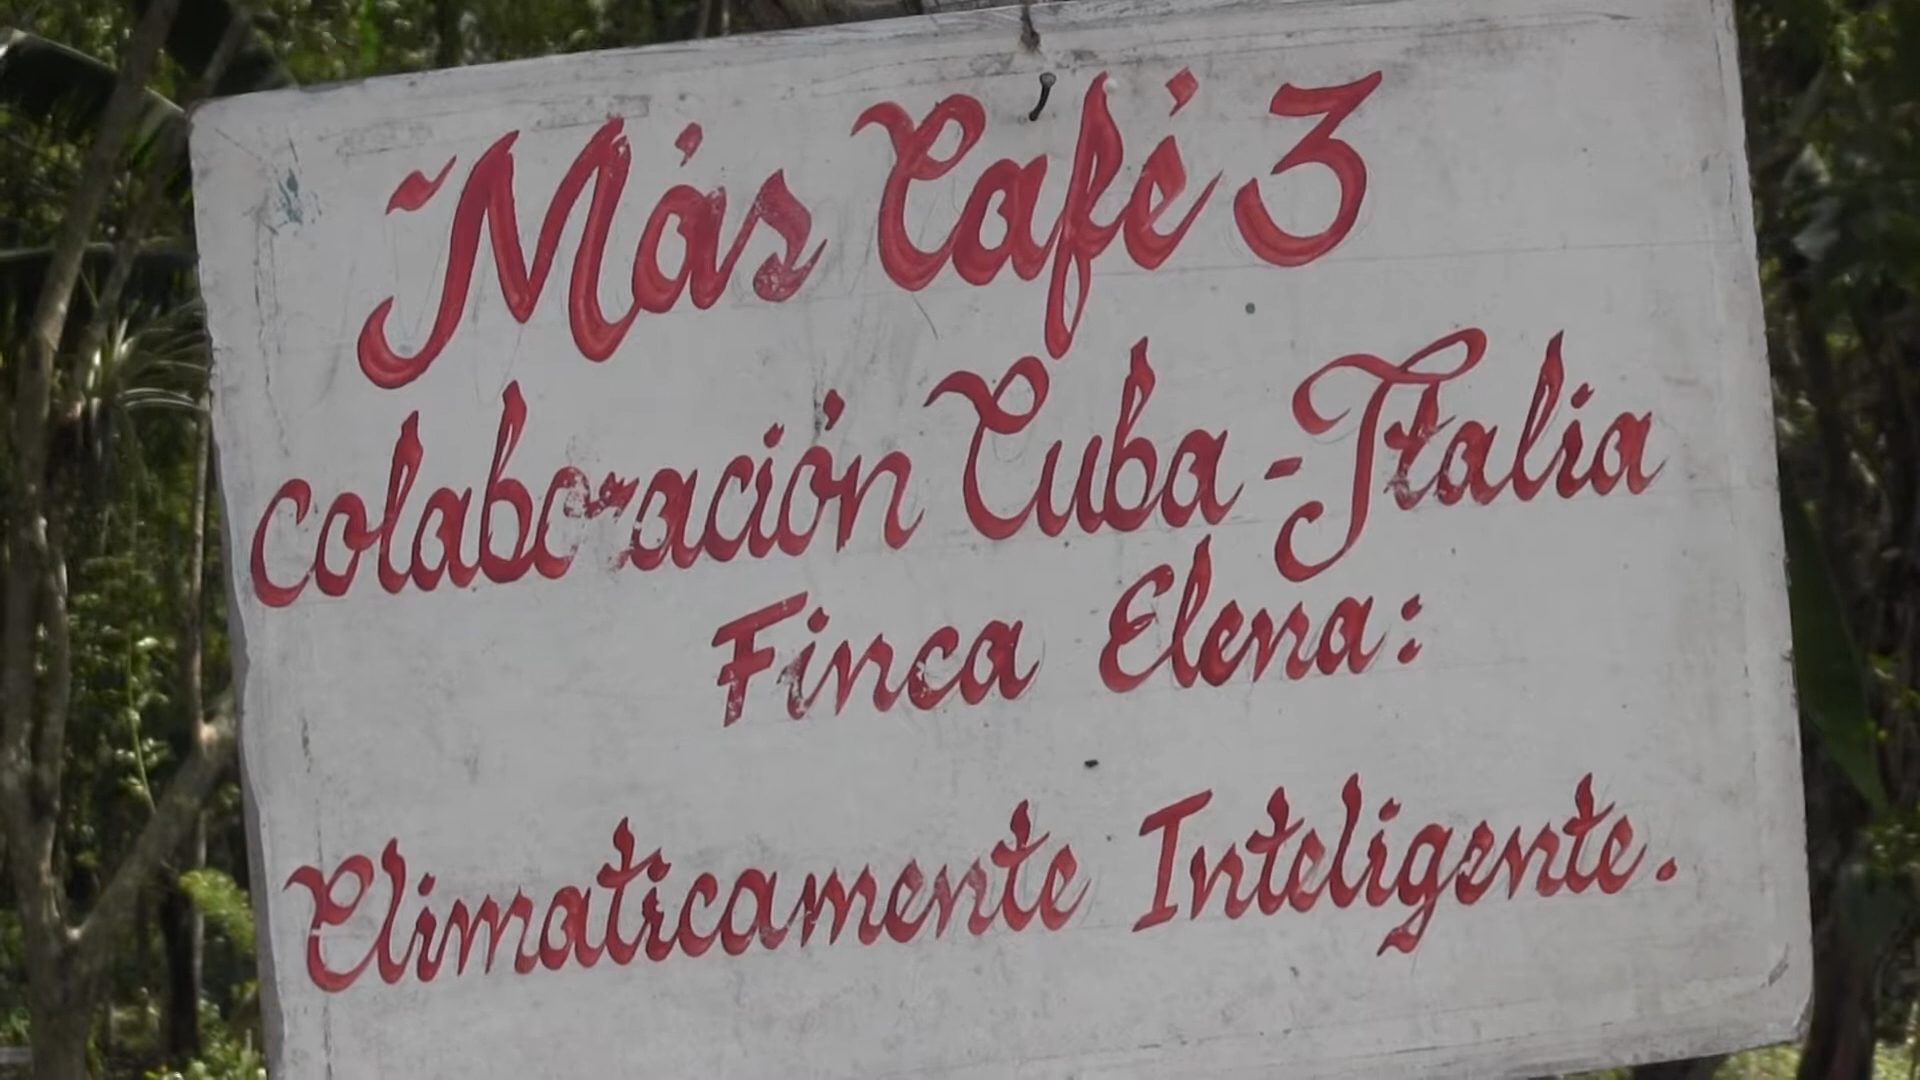 Más Café 3
colaboración Cuba-Italia
Finca Elena:
Climaticamente Inteligente.